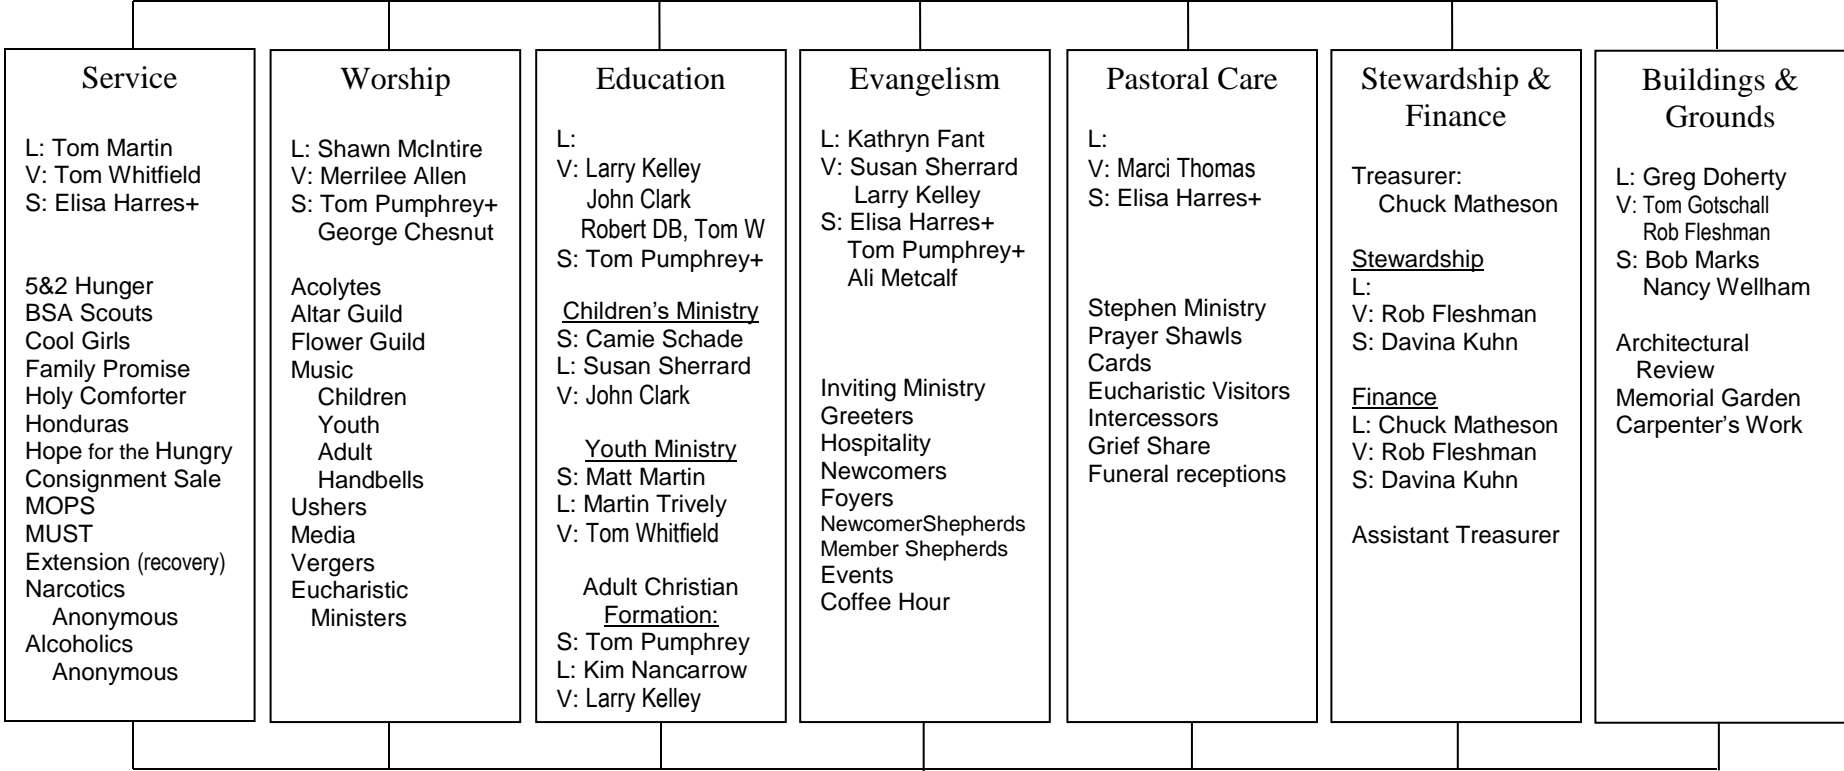 Service
L: Tom Martin
V: Tom Whitfield
S: Elisa Harres+
5&2 Hunger
BSA Scouts
Cool Girls
Family Promise
Holy Comforter
Honduras
Hope for the Hungry
Consignment Sale
MOPS
MUST
Extension (recovery)
Narcotics
Anonymous
Alcoholics
Anonymous
Worship
L: Shawn McIntire
V: Merrilee Allen
S: Tom Pumphrey+
George Chesnut
Acolytes
Altar Guild
Flower Guild
Music
Children
Youth
Adult
Handbells
Ushers
Media
Vergers
Eucharistic
Ministers
Education
L:
V: Larry Kelley
John Clark
Robert DB, Tom W
S: Tom Pumphrey+
Children’s Ministry
S: Camie Schade
L: Susan Sherrard
V: John Clark
Youth Ministry
S: Matt Martin
L: Martin Trively
V: Tom Whitfield
Adult Christian
Formation:
S: Tom Pumphrey
L: Kim Nancarrow
V: Larry Kelley
Evangelism
L: Kathryn Fant
V: Susan Sherrard
Larry Kelley
S: Elisa Harres+
Tom Pumphrey+
Ali Metcalf
Inviting Ministry
Greeters
Hospitality
Newcomers
Foyers
NewcomerShepherds
Member Shepherds
Events
Coffee Hour
Pastoral Care
L:
V: Marci Thomas
S: Elisa Harres+
Stephen Ministry
Prayer Shawls
Cards
Eucharistic Visitors
Intercessors
Grief Share
Funeral receptions
Stewardship &
Finance
Treasurer:
Chuck Matheson
Stewardship
L:
V: Rob Fleshman
S: Davina Kuhn
Finance
L: Chuck Matheson
V: Rob Fleshman
S: Davina Kuhn
Assistant Treasurer
Buildings &
Grounds
L: Greg Doherty
V: Tom Gotschall
Rob Fleshman
S: Bob Marks
Nancy Wellham
Architectural
Review
Memorial Garden
Carpenter’s Work